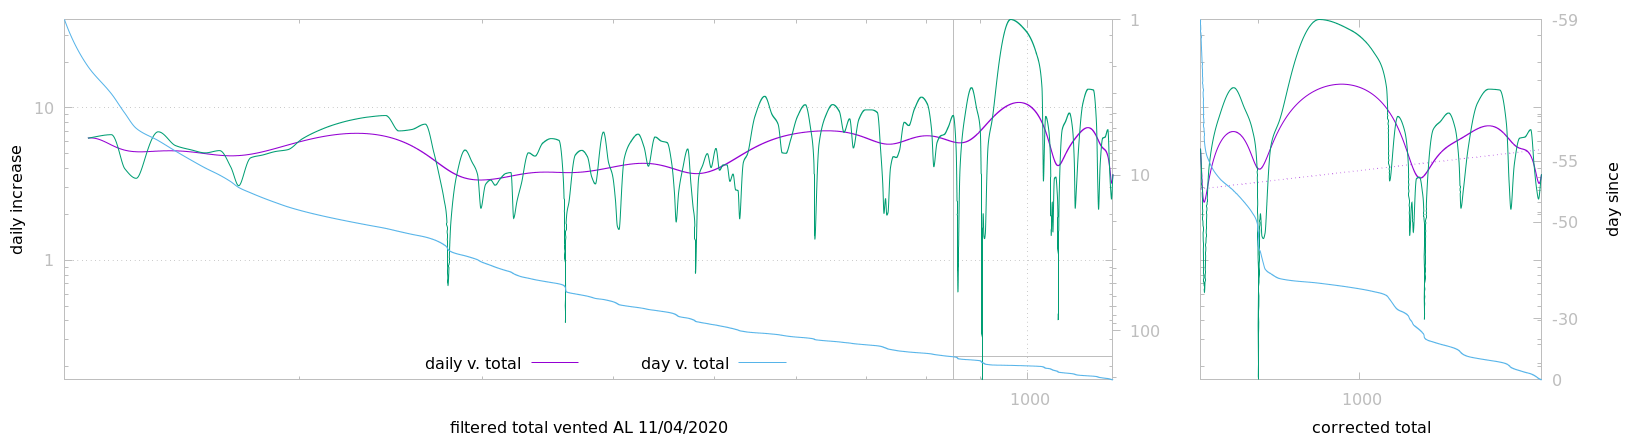 daily increase
10
1
1
10
100
1000
daily v. total
day v. total
filtered total vented AL 11/04/2020
-59
-55
-50
-30
0
1000
day since
corrected total